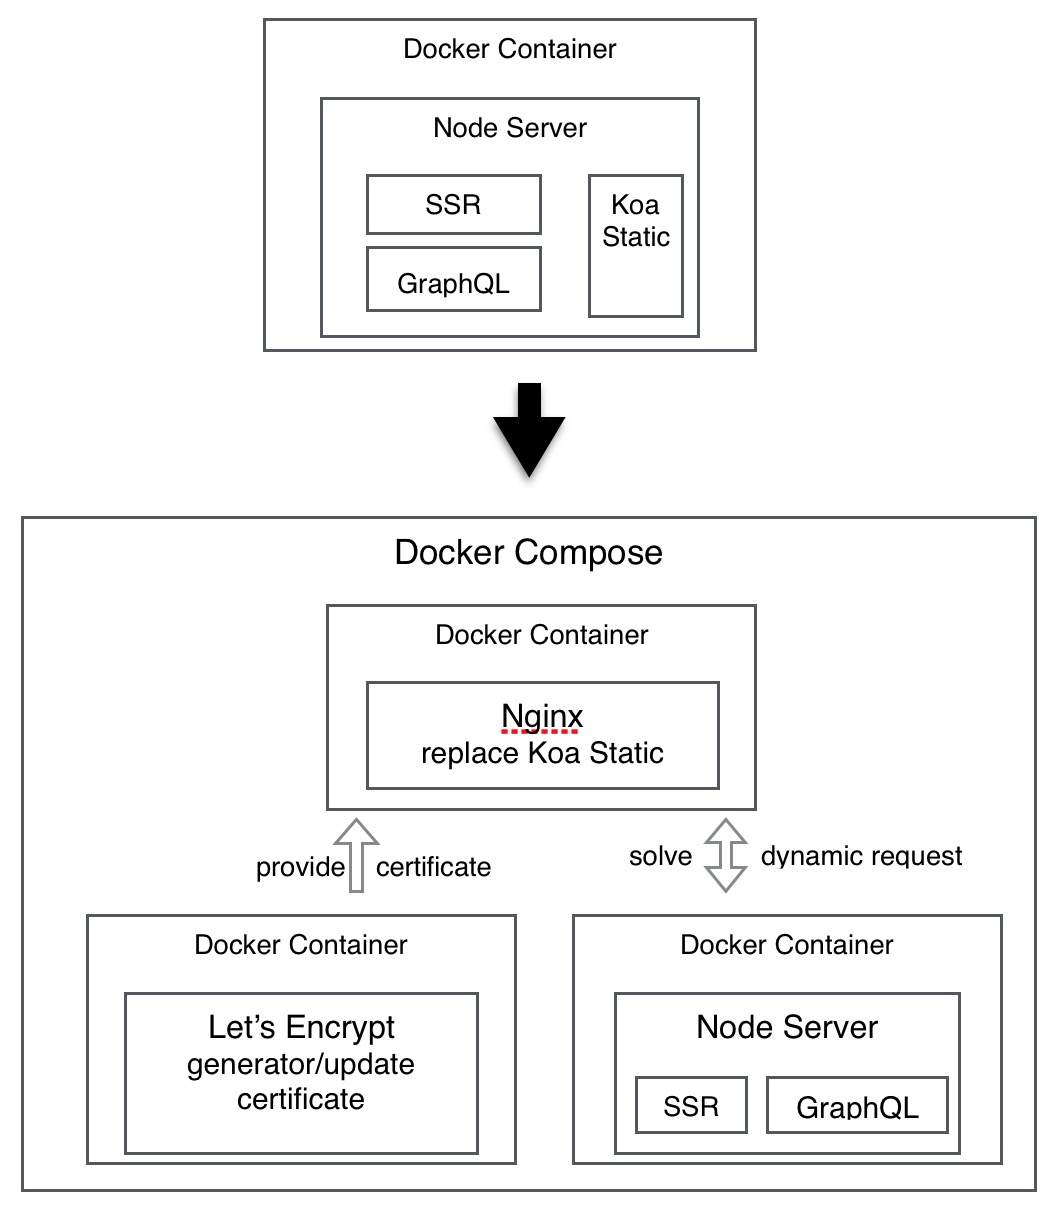 Docker Container
Node Server
SSR
Koa
Static
GraphQL
Docker Compose
Docker Container
Nginx
replace Koa Static
provide certificate
solve dynamic request
Docker Container
Let’s Encrypt
generator/update
certificate
Docker Container
Node Server
SSR
GraphQL